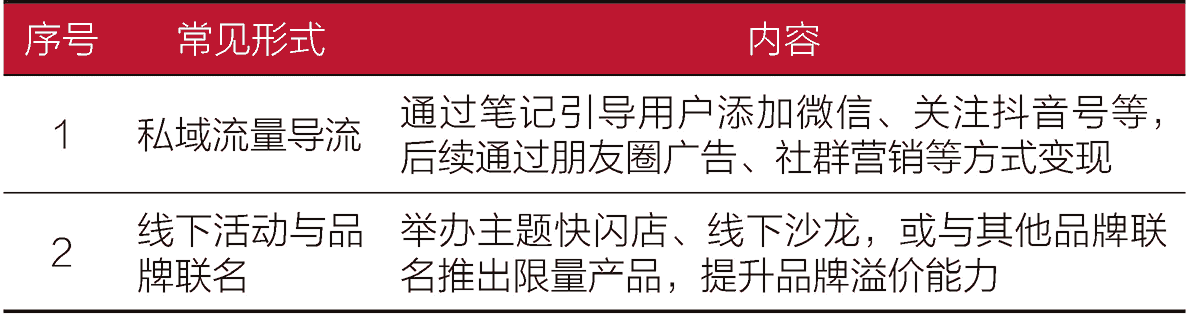 序号 常见形式 内容
1 私域流量导流 通过笔记引导用户添加微信、关注抖音号等，
后续通过朋友圈广告、社群营销等方式变现
2 线下活动与品
牌联名 举办主题快闪店、线下沙龙，或与其他品牌联
名推出限量产品，提升品牌溢价能力